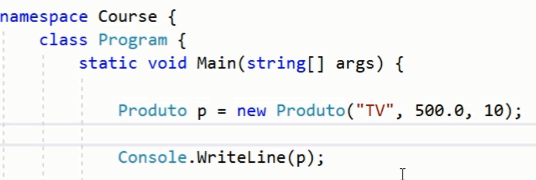 namespace Course {
class Program {
static void Main(string[] args) {
Produto p = new Produto("TV", 500.0, 10);
Console.WriteLine(p);